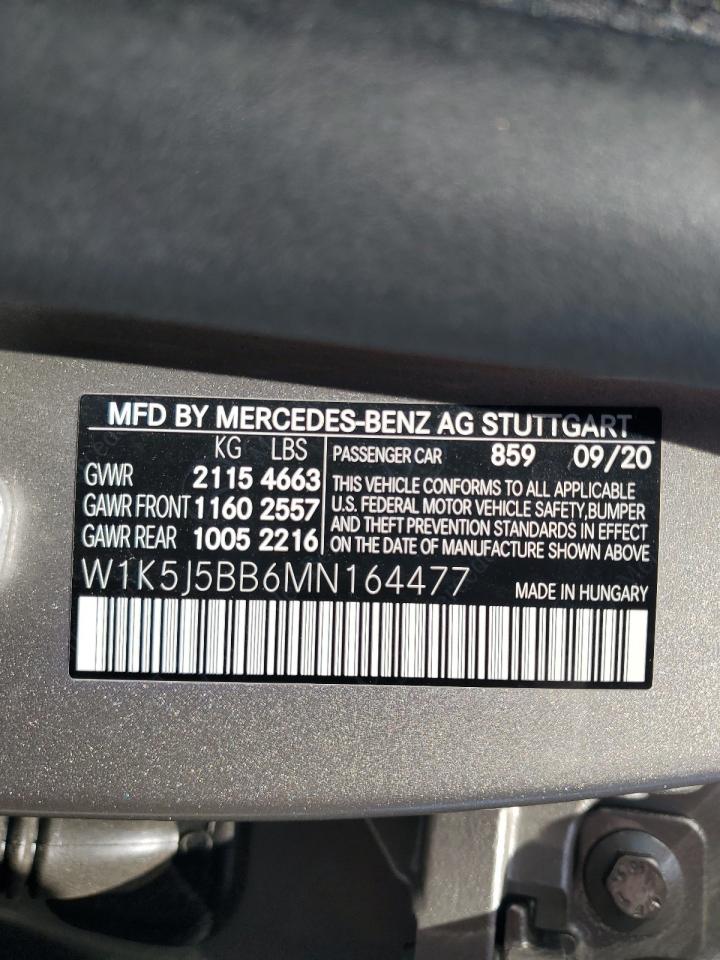 MFD BY MERCEDES-BENZ AG STUTTGART
KG LBS
GVWR 2115 4663
GAWR FRONT 1160 2557
GAWR REAR 1005 2216
PASSENGER CAR 859 09/20
THIS VEHICLE CONFORMS TO ALL APPLICABLE
U.S. FEDERAL MOTOR VEHICLE SAFETY, BUMPER
AND THEFT PREVENTION STANDARDS IN EFFECT
ON THE DATE OF MANUFACTURE SHOWN ABOVE.
W1K5J5BB6MN164477 MADE IN HUNGARY